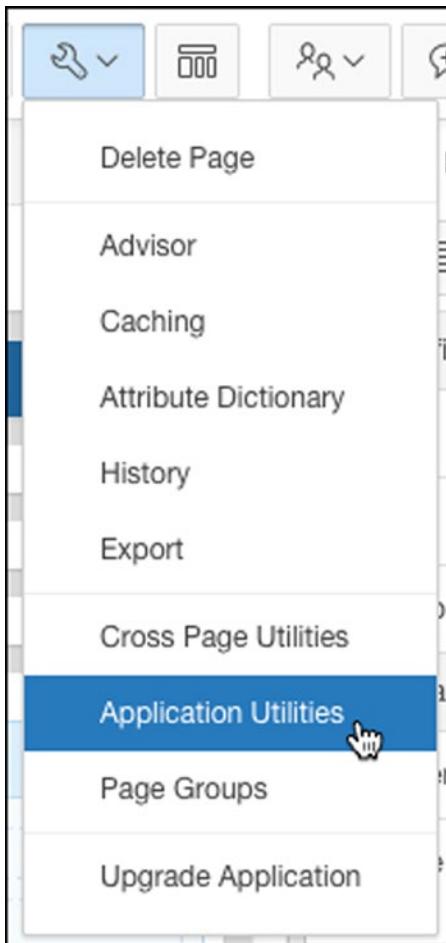 Delete Page
Advisor
Caching
Attribute Dictionary
History
Export
Cross Page Utilities
Application Utilities
Page Groups
Upgrade Application